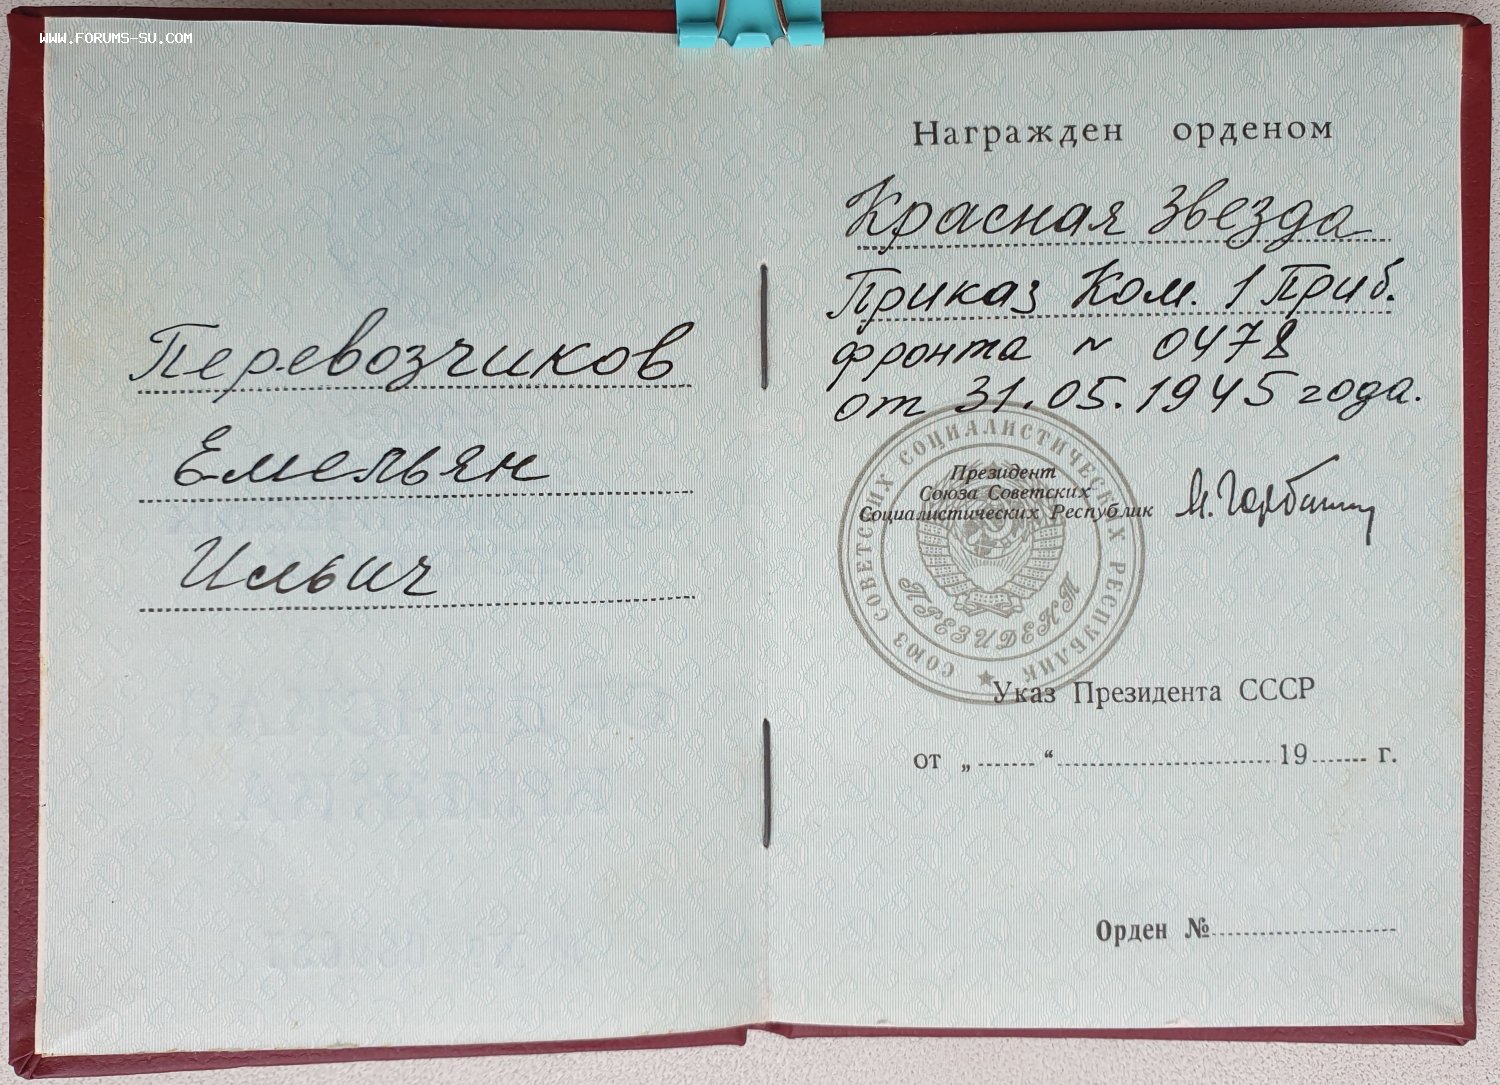 WWW.FORUMS-SU.COM
Перевозчиков
Емельян
Ильич
Награжден орденом
Красная Звезда
Приказ Ком. 1 Приб.
фронта N 0478
от 31.05.1945 года.
Президент
Союза Советских
Социалистических Республик
СОЮЗ СОВЕТСКИХ СОЦИАЛИСТИЧЕСКИХ РЕСПУБЛИК
ПРЕЗИДЕНТ
Указ Президента СССР
от „ “ 19 г.
Орден №